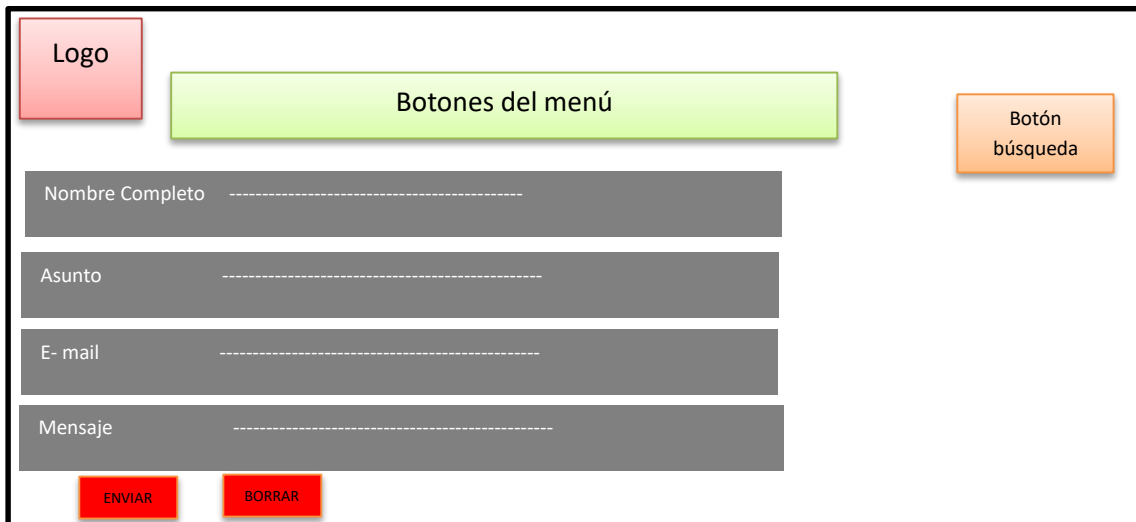 Logo
Botones del menú
Botón
búsqueda
Nombre Completo ---------------------------------------------
Asunto -------------------------------------------------
E- mail -------------------------------------------------
Mensaje -------------------------------------------------
ENVIAR
BORRAR